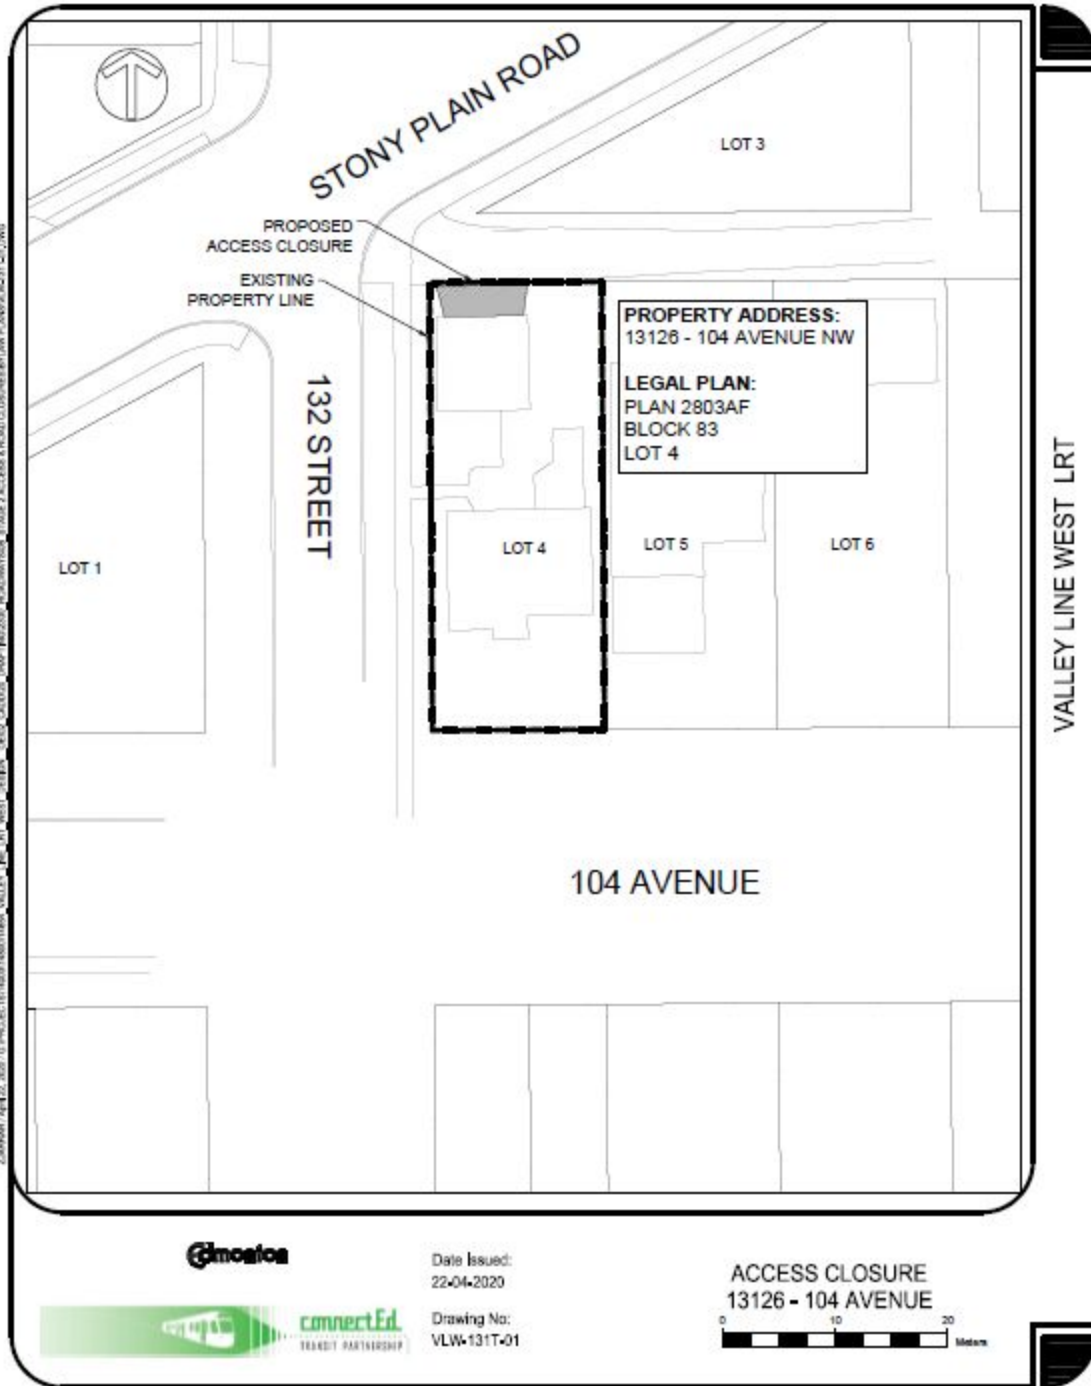 STONY PLAIN ROAD
LOT 3
PROPOSED
ACCESS CLOSURE
EXISTING
PROPERTY LINE
PROPERTY ADDRESS:
13126 - 104 AVENUE NW
LEGAL PLAN:
PLAN 2803AF
BLOCK 83
LOT 4
132 STREET
LOT 1
LOT 4
LOT 5
LOT 6
VALLEY LINE WEST LRT
104 AVENUE
Edmonton
connectEd
TRANSIT PARTNERSHIP
Date Issued:
22-04-2020
Drawing No:
VLW-131T-01
ACCESS CLOSURE
13126 - 104 AVENUE
0 10 20
Meters